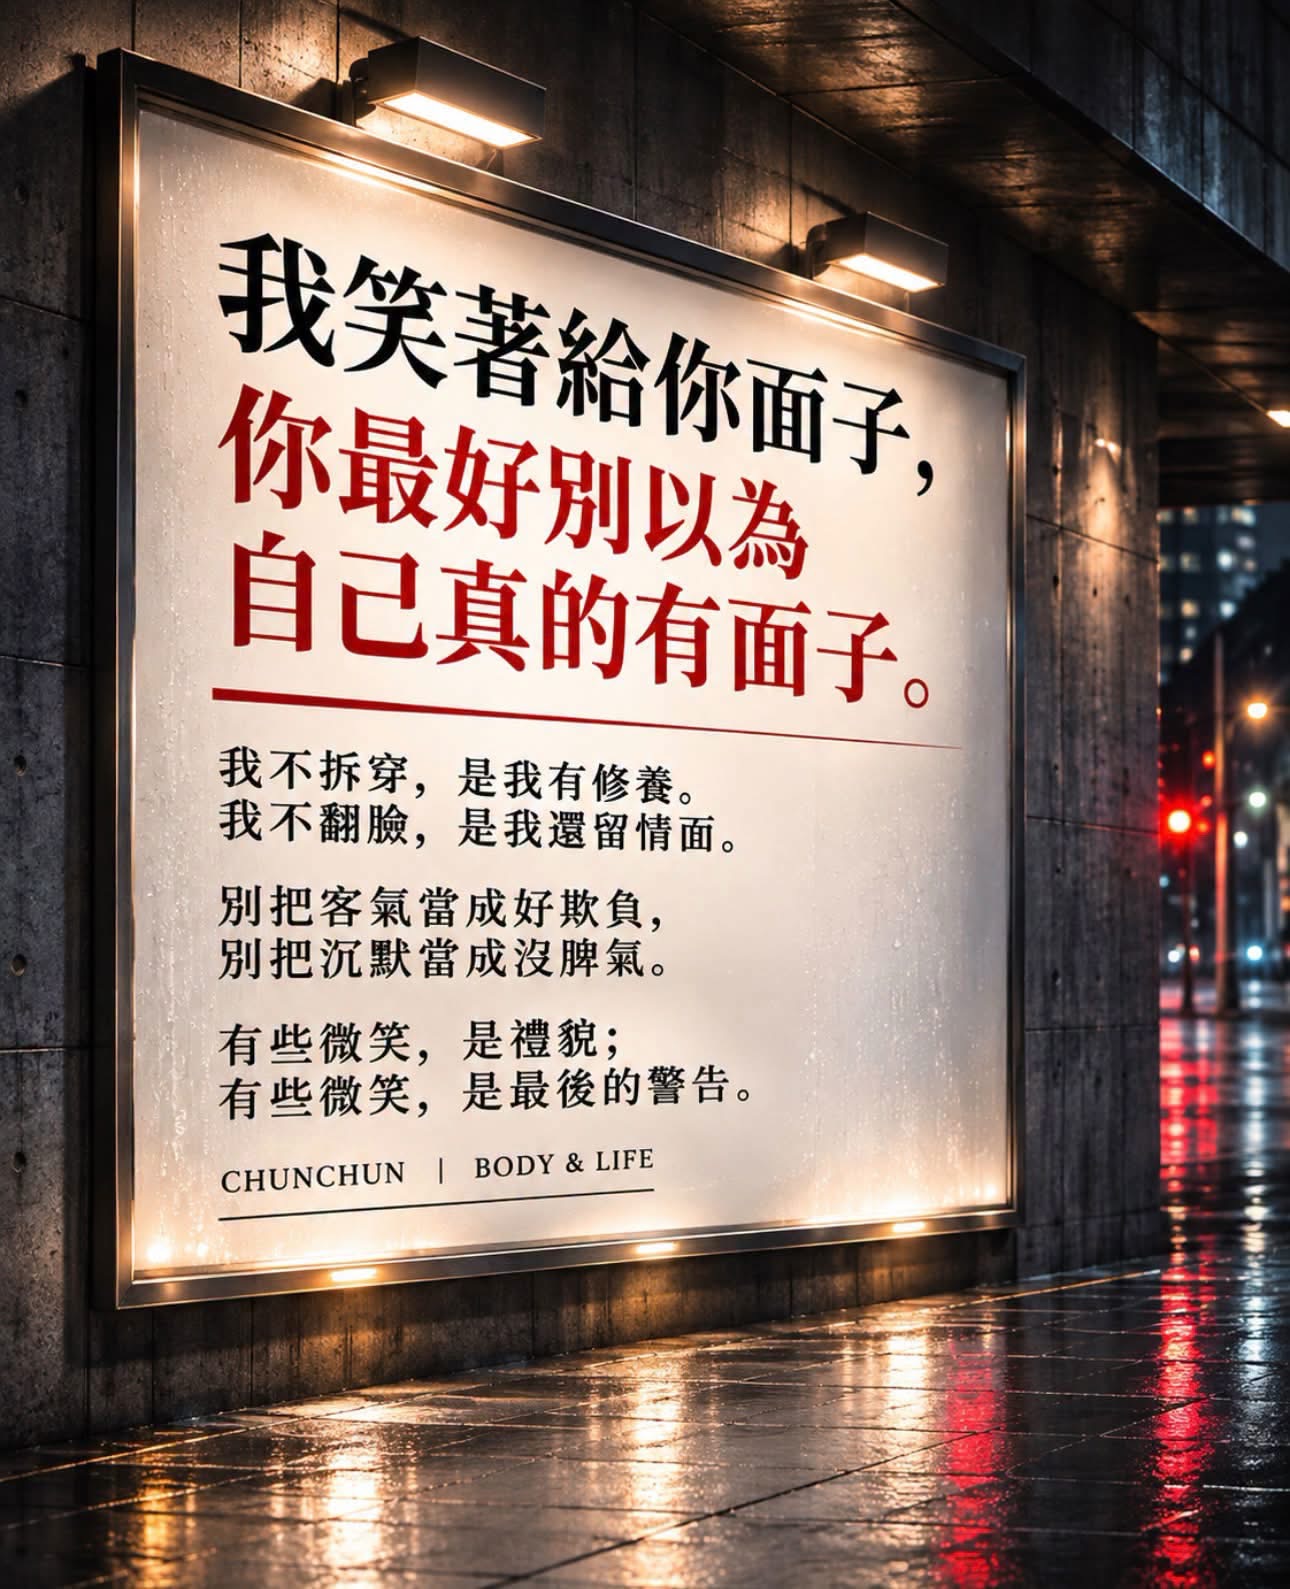 我笑著給你面子，
你最好別以為
自己真的有面子。
我不拆穿，是我有修養。
我不翻臉，是我還留情面。
別把客氣當成好欺負，
別把沉默當成沒脾氣。
有些微笑，是禮貌；
有些微笑，是最後的警告。
CHUNCHUN | BODY & LIFE